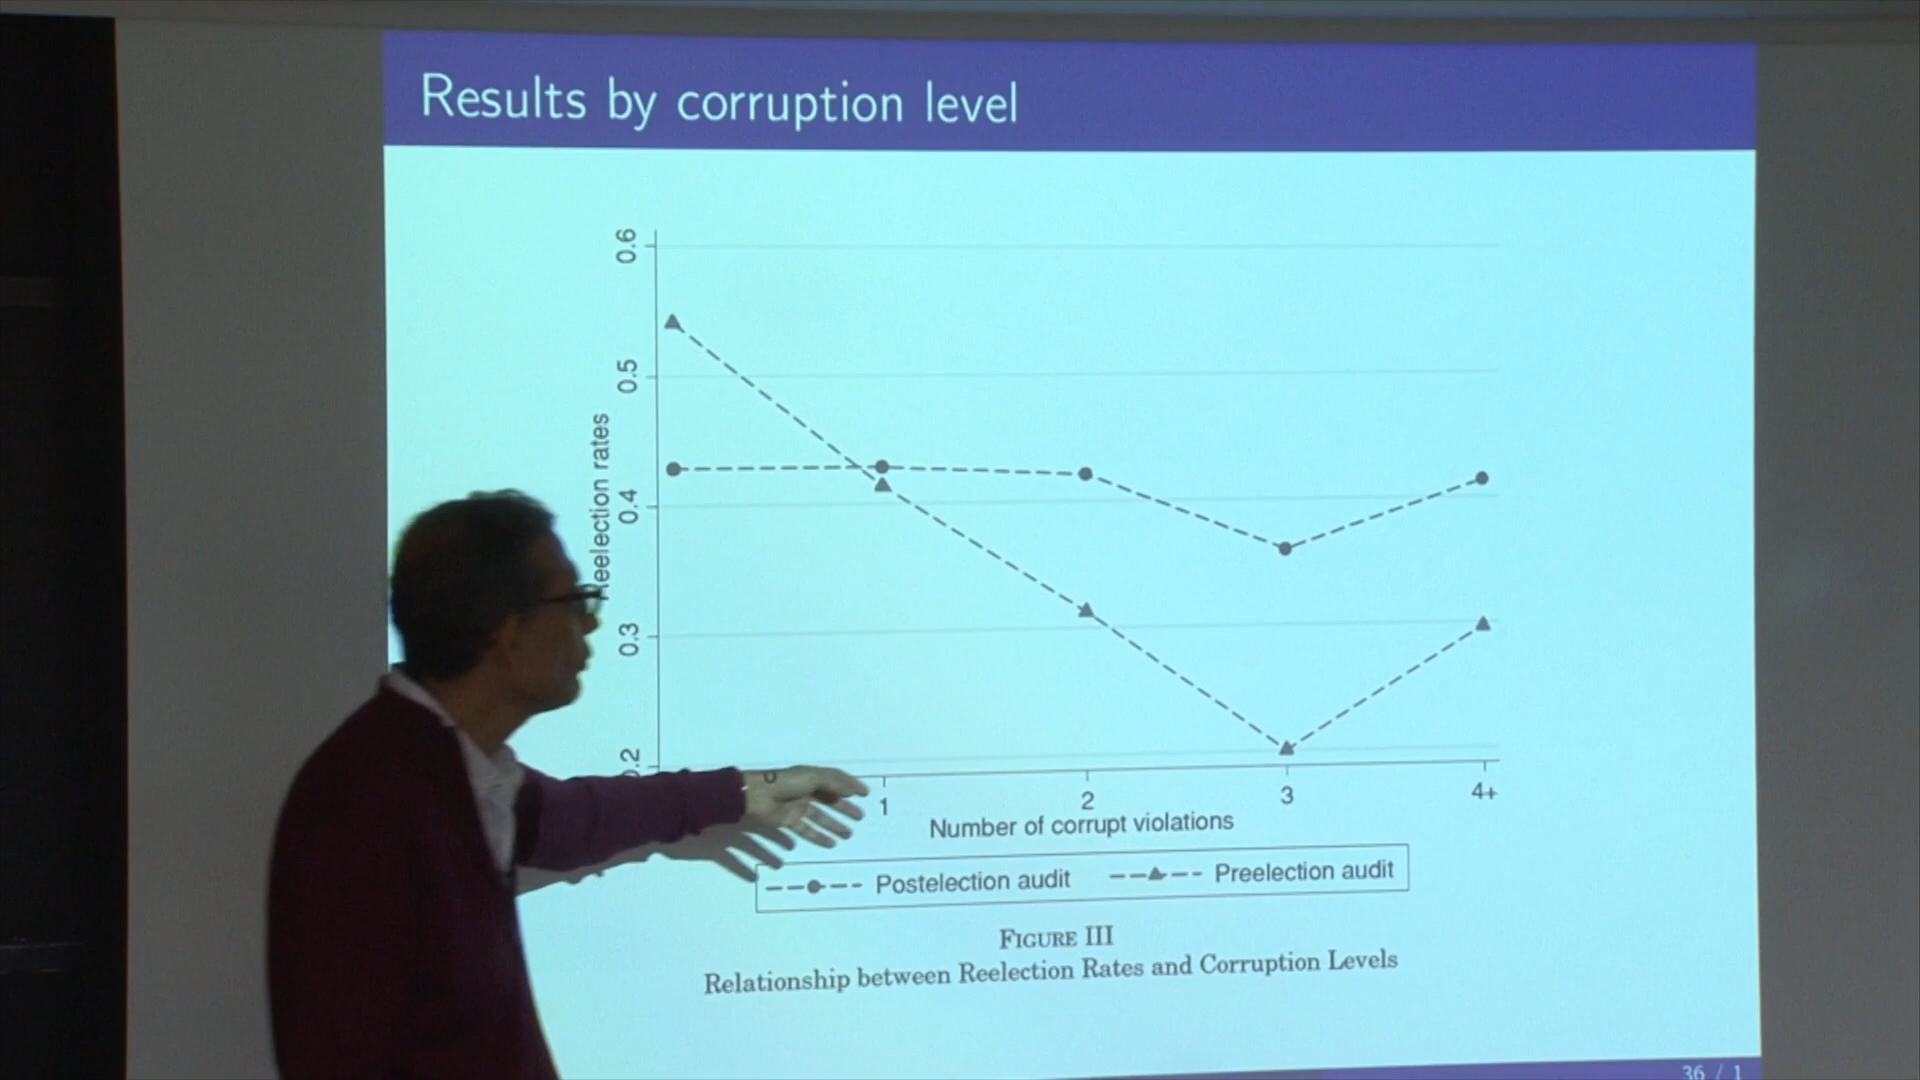 Results by corruption level
0.6
0.5
0.4
0.3
0.2
Reelection rates
1
2
3
4+
Number of corrupt violations
Postelection audit
Preelection audit
FIGURE III
Relationship between Reelection Rates and Corruption Levels
36 / 1